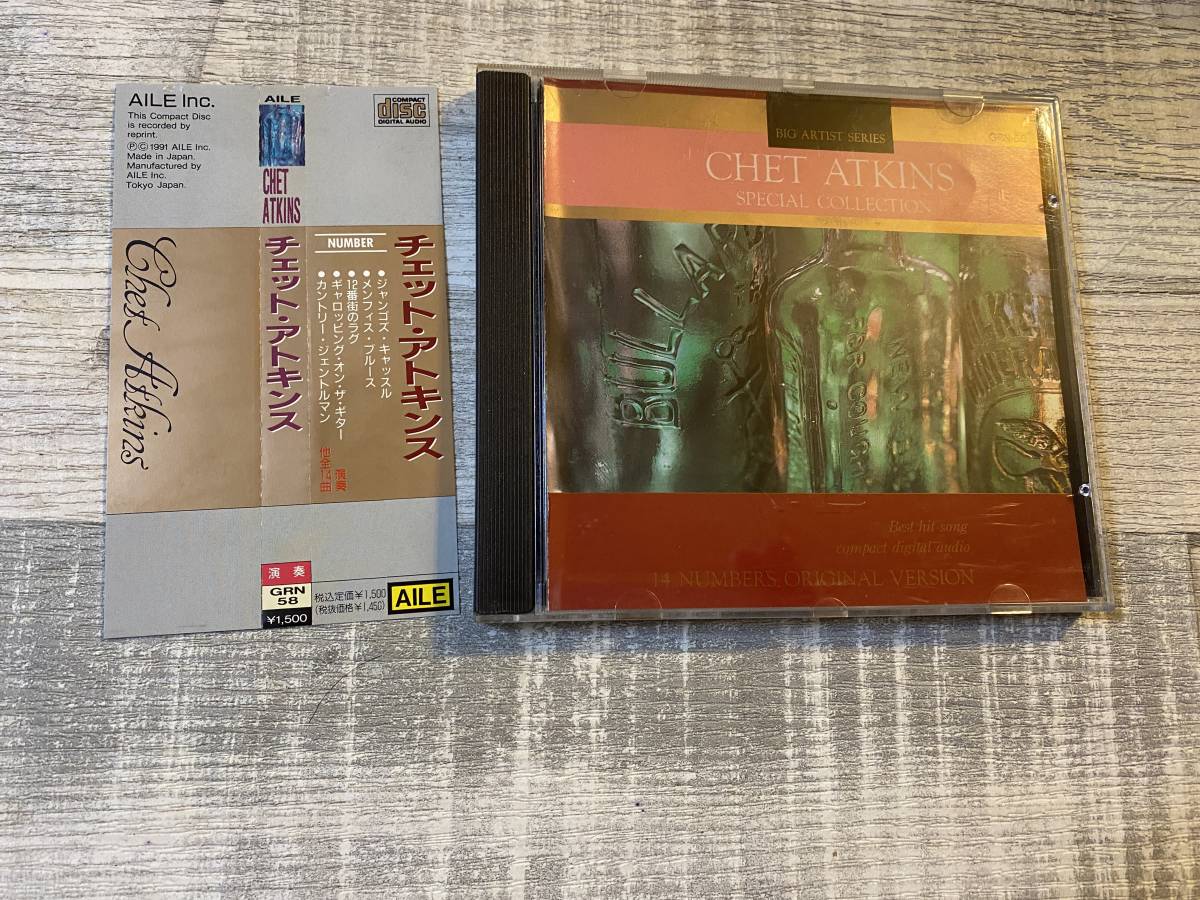 AILE Inc.
This Compact Disc
is recorded by
reprint.
ⓅⒸ1991 AILE Inc.
Made in Japan.
Manufactured by
AILE Inc.
Tokyo Japan.
Chet Atkins
AILE
CHET
ATKINS
チェット・アトキンス
演奏
GRN
58
¥1,500
COMPACT
disc
DIGITAL AUDIO
チェット・アトキンス
NUMBER
●ジャンゴズ・キャッスル
●メンフィス・ブルース
●12番街のラグ
●ギャロッピング・オン・ザ・ギター
●カントリー・ジェントルマン
演奏
他全14曲
税込定価¥1,500
(税抜価格¥1,456)
AILE
BIG ARTIST SERIES
CHET ATKINS
SPECIAL COLLECTION
BULLA
NEW
PER GALLON
Best hit song
compact digital audio
14 NUMBERS, ORIGINAL VERSION